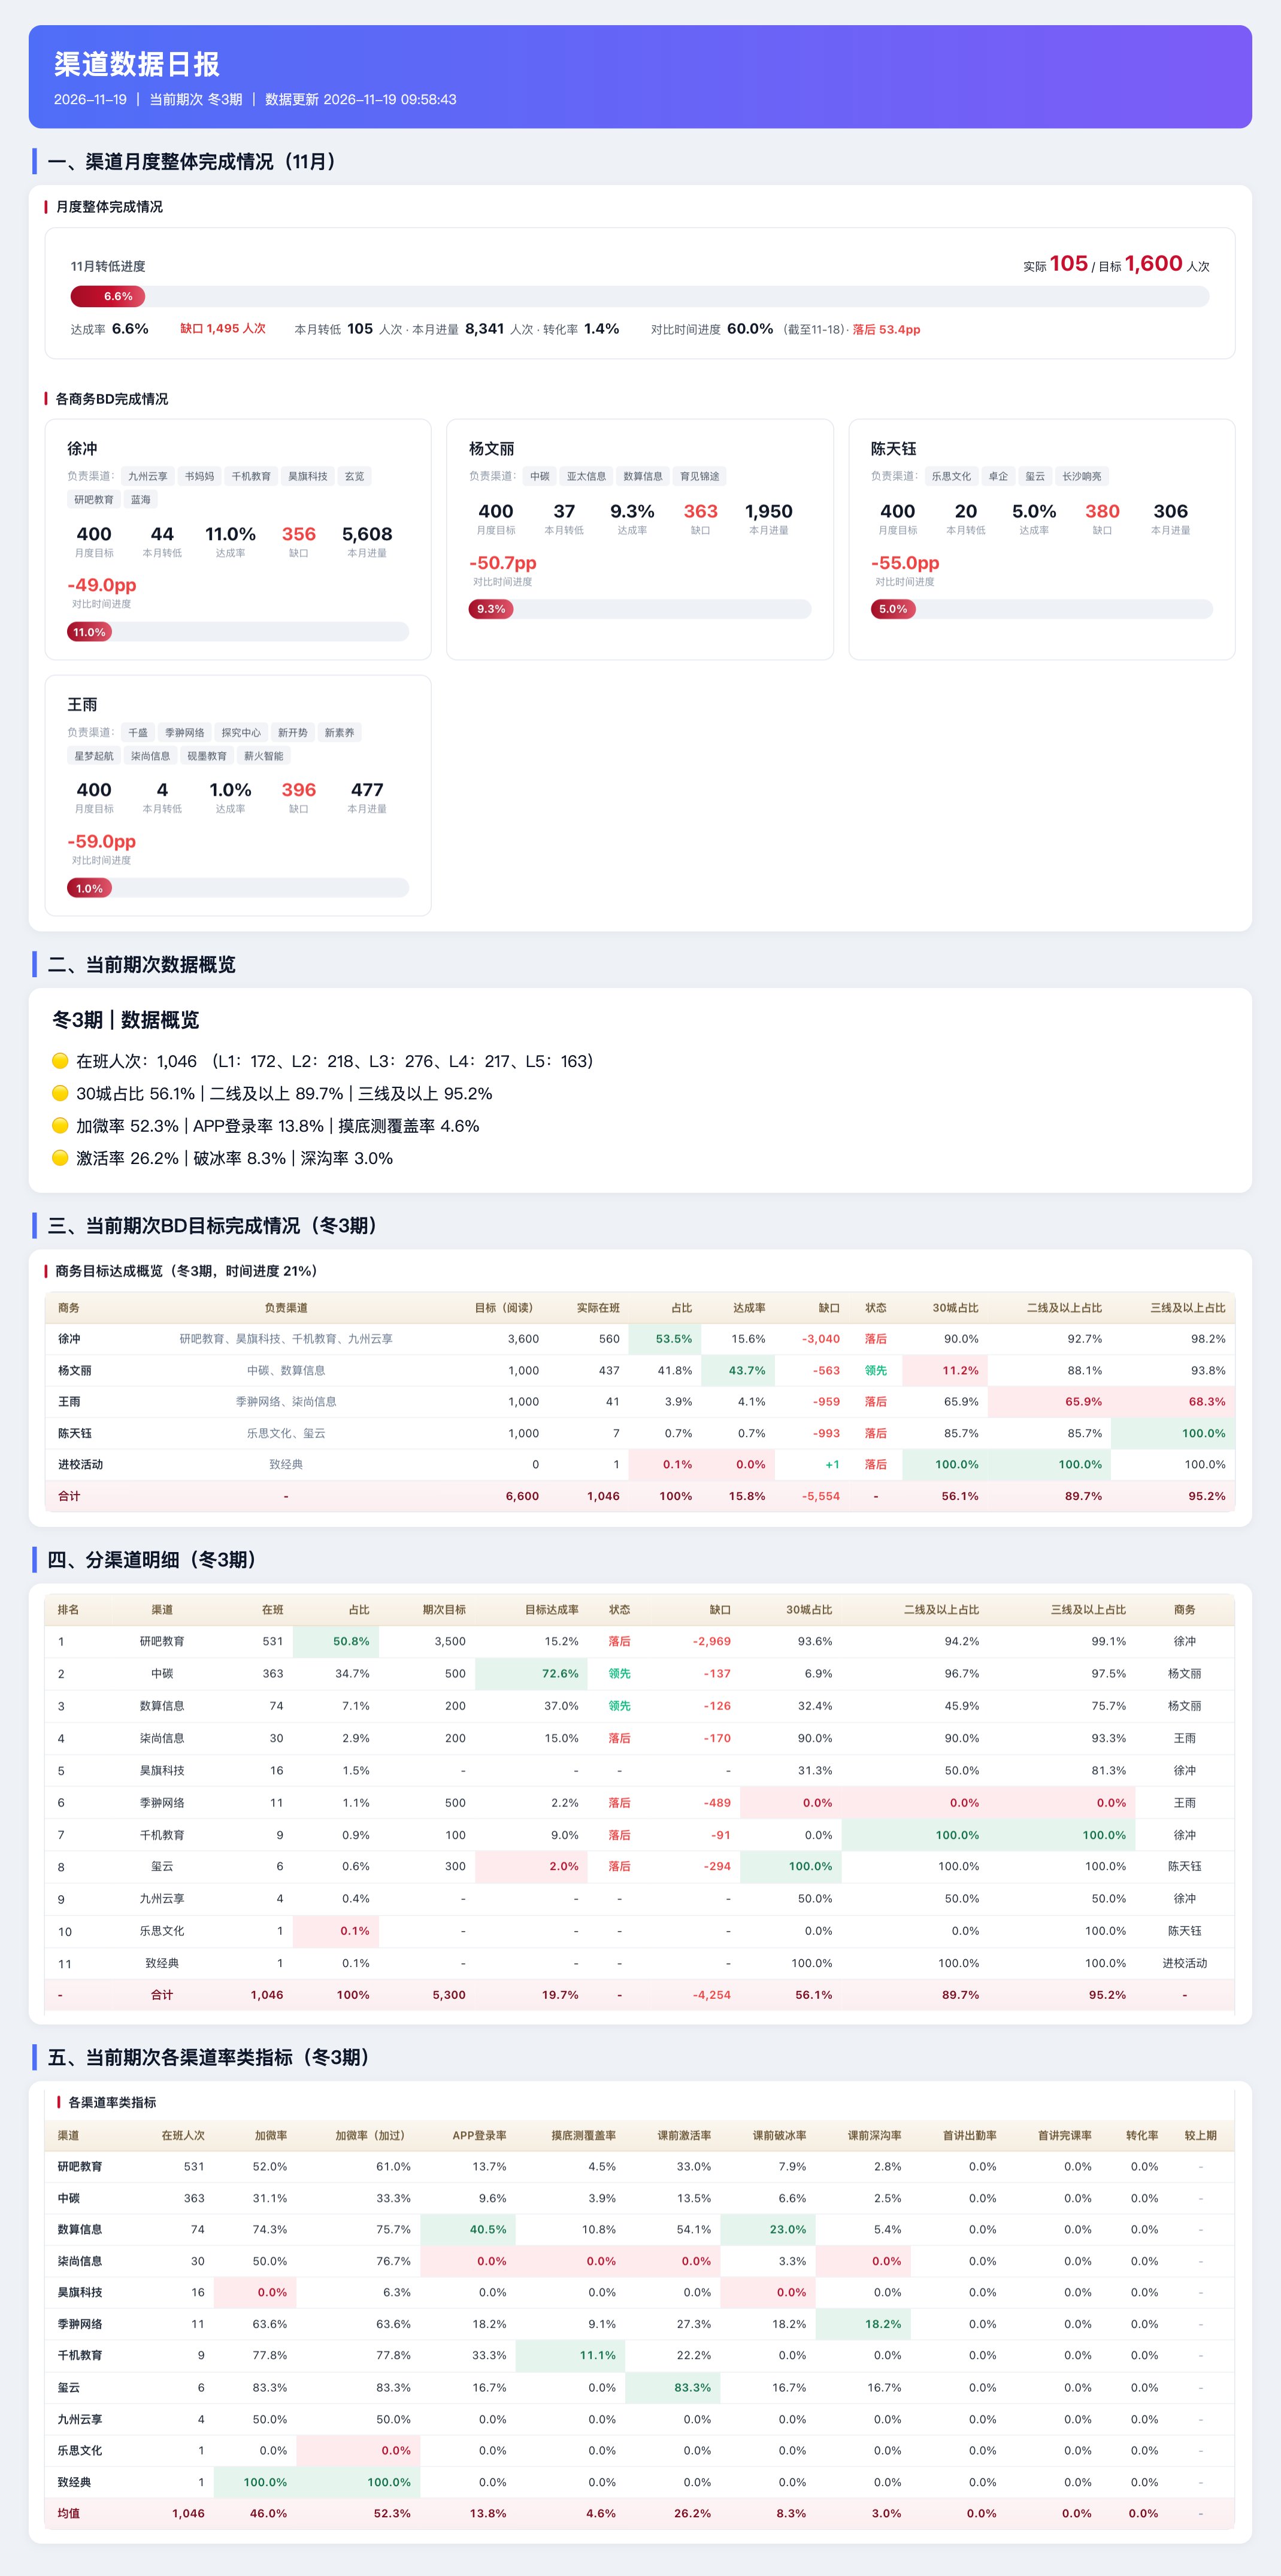 渠道数据日报
2026-11-19 | 当前期次 冬3期 | 数据更新 2026-11-19 09:58:43
一、渠道月度整体完成情况（11月）
月度整体完成情况
11月转低进度 实际 105 / 目标 1,600 人次
6.6%
达成率 6.6% 缺口 1,495 人次 本月转低 105 人次 · 本月进量 8,341 人次 · 转化率 1.4% 对比时间进度 60.0% （截至11-18）· 落后 53.4pp
各商务BD完成情况
徐冲
负责渠道： 九州云享 书妈妈 千机教育 昊旗科技 玄览
研吧教育 蓝海
400 44 11.0% 356 5,608
月度目标 本月转低 达成率 缺口 本月进量
-49.0pp
对比时间进度
11.0%
杨文丽
负责渠道： 中碳 亚太信息 数算信息 育见锦途
400 37 9.3% 363 1,950
月度目标 本月转低 达成率 缺口 本月进量
-50.7pp
对比时间进度
9.3%
陈天钰
负责渠道： 乐思文化 卓企 玺云 长沙响亮
400 20 5.0% 380 306
月度目标 本月转低 达成率 缺口 本月进量
-55.0pp
对比时间进度
5.0%
王雨
负责渠道： 千盛 季翀网络 探究中心 新开势 新素养
星梦起航 柒尚信息 砚墨教育 薪火智能
400 4 1.0% 396 477
月度目标 本月转低 达成率 缺口 本月进量
-59.0pp
对比时间进度
1.0%
二、当前期次数据概览
冬3期 | 数据概览
在班人次：1,046 （L1：172、L2：218、L3：276、L4：217、L5：163）
30城占比 56.1% | 二线及以上 89.7% | 三线及以上 95.2%
加微率 52.3% | APP登录率 13.8% | 摸底测覆盖率 4.6%
激活率 26.2% | 破冰率 8.3% | 深沟率 3.0%
三、当前期次BD目标完成情况（冬3期）
商务目标达成概览（冬3期，时间进度 21%）
商务 负责渠道 目标（阅读） 实际在班 占比 达成率 缺口 状态 30城占比 二线及以上占比 三线及以上占比
徐冲 研吧教育、昊旗科技、千机教育、九州云享 3,600 560 53.5% 15.6% -3,040 落后 90.0% 92.7% 98.2%
杨文丽 中碳、数算信息 1,000 437 41.8% 43.7% -563 领先 11.2% 88.1% 93.8%
王雨 季翀网络、柒尚信息 1,000 41 3.9% 4.1% -959 落后 65.9% 65.9% 68.3%
陈天钰 乐思文化、玺云 1,000 7 0.7% 0.7% -993 落后 85.7% 85.7% 100.0%
进校活动 致经典 0 1 0.1% 0.0% +1 落后 100.0% 100.0% 100.0%
合计 - - 6,600 1,046 100% 15.8% -5,554 - 56.1% 89.7% 95.2%
四、分渠道明细（冬3期）
排名 渠道 在班 占比 期次目标 目标达成率 状态 缺口 30城占比 二线及以上占比 三线及以上占比 商务
1 研吧教育 531 50.8% 3,500 15.2% 落后 -2,969 93.6% 94.2% 99.1% 徐冲
2 中碳 363 34.7% 500 72.6% 领先 -137 6.9% 96.7% 97.5% 杨文丽
3 数算信息 74 7.1% 200 37.0% 领先 -126 32.4% 45.9% 75.7% 杨文丽
4 柒尚信息 30 2.9% 200 15.0% 落后 -170 90.0% 90.0% 93.3% 王雨
5 昊旗科技 16 1.5% - - - - 31.3% 50.0% 81.3% 徐冲
6 季翀网络 11 1.1% 500 2.2% 落后 -489 0.0% 0.0% 0.0% 王雨
7 千机教育 9 0.9% 100 9.0% 落后 -91 0.0% 100.0% 100.0% 徐冲
8 玺云 6 0.6% 300 2.0% 落后 -294 100.0% 100.0% 100.0% 陈天钰
9 九州云享 4 0.4% - - - - 50.0% 50.0% 50.0% 徐冲
10 乐思文化 1 0.1% - - - - 0.0% 0.0% 100.0% 陈天钰
11 致经典 1 0.1% - - - - 100.0% 100.0% 100.0% 进校活动
- 合计 1,046 100% 5,300 19.7% - -4,254 56.1% 89.7% 95.2% -
五、当前期次各渠道率类指标（冬3期）
各渠道率类指标
渠道 在班人次 加微率 加微率（加过） APP登录率 摸底测覆盖率 课前激活率 课前破冰率 课前深沟率 首讲出勤率 首讲完课率 转化率 较上期
研吧教育 531 52.0% 61.0% 13.7% 4.5% 33.0% 7.9% 2.8% 0.0% 0.0% 0.0% -
中碳 363 31.1% 33.3% 9.6% 3.9% 13.5% 6.6% 2.5% 0.0% 0.0% 0.0% -
数算信息 74 74.3% 75.7% 40.5% 10.8% 54.1% 23.0% 5.4% 0.0% 0.0% 0.0% -
柒尚信息 30 50.0% 76.7% 0.0% 0.0% 0.0% 3.3% 0.0% 0.0% 0.0% 0.0% -
昊旗科技 16 0.0% 6.3% 0.0% 0.0% 0.0% 0.0% 0.0% 0.0% 0.0% 0.0% -
季翀网络 11 63.6% 63.6% 18.2% 9.1% 27.3% 18.2% 18.2% 0.0% 0.0% 0.0% -
千机教育 9 77.8% 77.8% 33.3% 11.1% 22.2% 0.0% 0.0% 0.0% 0.0% 0.0% -
玺云 6 83.3% 83.3% 16.7% 0.0% 83.3% 16.7% 16.7% 0.0% 0.0% 0.0% -
九州云享 4 50.0% 50.0% 0.0% 0.0% 0.0% 0.0% 0.0% 0.0% 0.0% 0.0% -
乐思文化 1 0.0% 0.0% 0.0% 0.0% 0.0% 0.0% 0.0% 0.0% 0.0% 0.0% -
致经典 1 100.0% 100.0% 0.0% 0.0% 0.0% 0.0% 0.0% 0.0% 0.0% 0.0% -
均值 1,046 46.0% 52.3% 13.8% 4.6% 26.2% 8.3% 3.0% 0.0% 0.0% 0.0% -